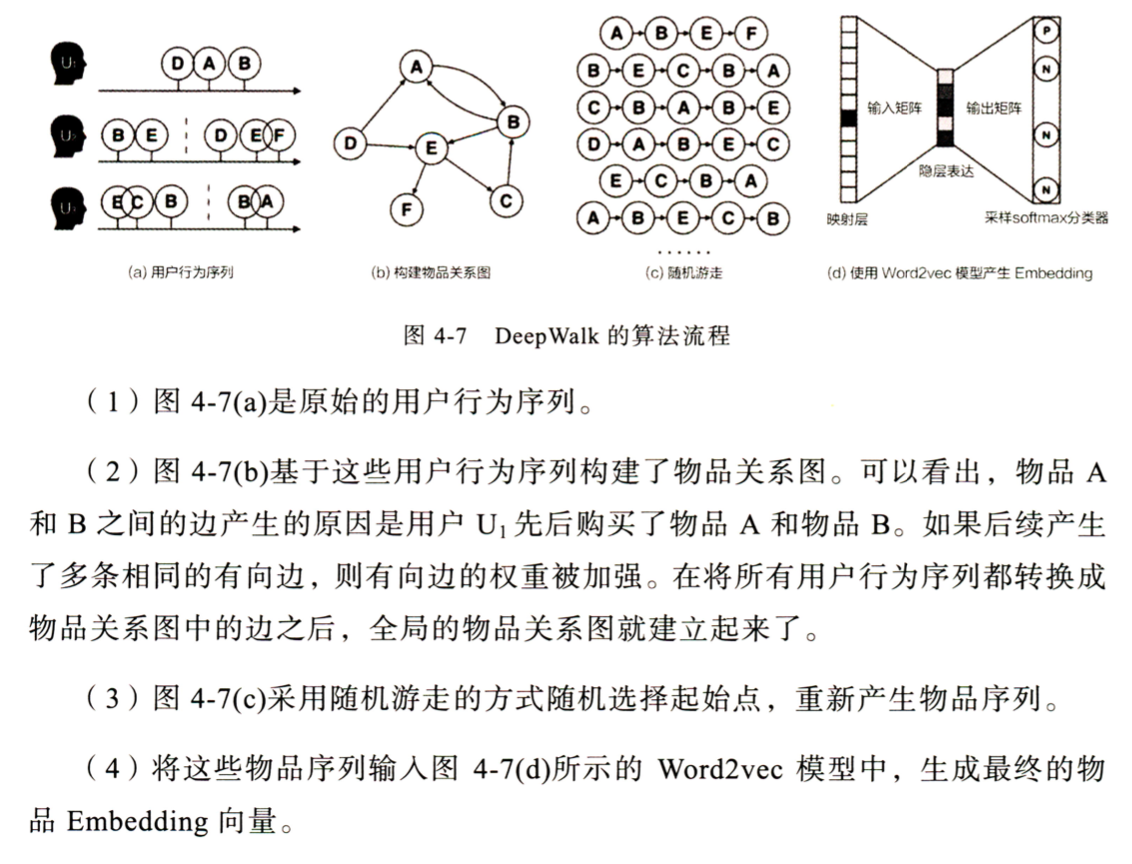 U₁ D A B
U₂ B E D E F
U₃ E C B B A
(a) 用户行为序列
A
B
D E
F C
(b) 构建物品关系图
A B E F
B E C B A
C B A B E
D A B E C
E C B A
A B E C B
……
(c) 随机游走
P
N
输入矩阵 输出矩阵
N
隐层表达
N
映射层 采样softmax分类器
(d) 使用 Word2vec 模型产生 Embedding
图 4-7 DeepWalk 的算法流程
（1）图 4-7(a)是原始的用户行为序列。
（2）图 4-7(b)基于这些用户行为序列构建了物品关系图。可以看出，物品 A
和 B 之间的边产生的原因是用户 U₁ 先后购买了物品 A 和物品 B。如果后续产生
了多条相同的有向边，则有向边的权重被加强。在将所有用户行为序列都转换成
物品关系图中的边之后，全局的物品关系图就建立起来了。
（3）图 4-7(c)采用随机游走的方式随机选择起始点，重新产生物品序列。
（4）将这些物品序列输入图 4-7(d)所示的 Word2vec 模型中，生成最终的物
品 Embedding 向量。